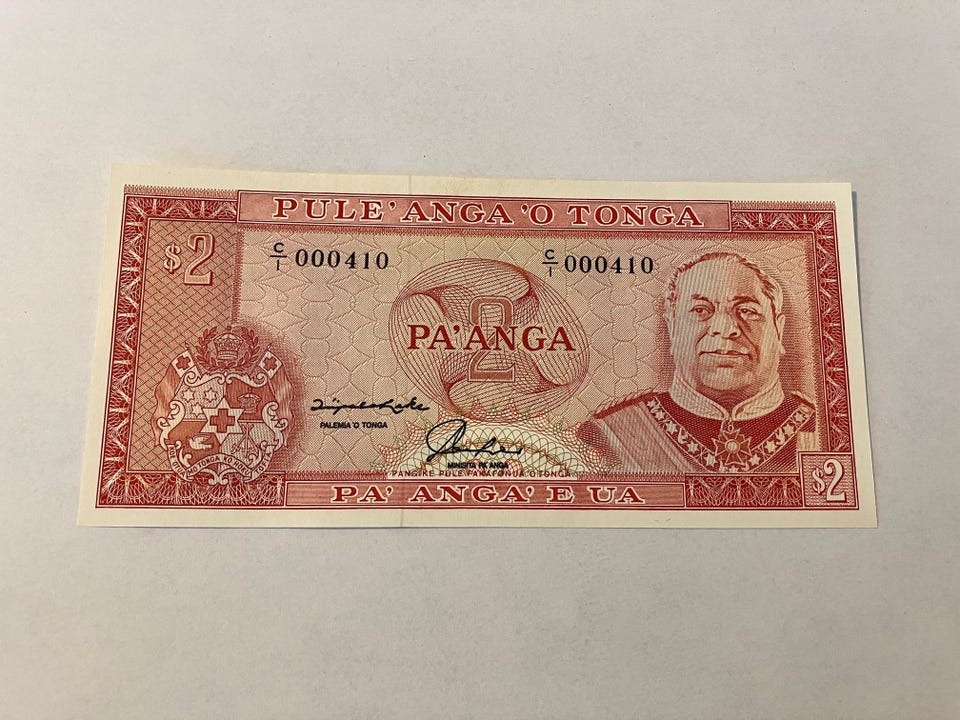 PULE'ANGA 'O TONGA
$2
C/1 000410
C/1 000410
2
PA'ANGA
PALEMIA 'O TONGA
MINISITA PA'ANGA
PANGIKE PULE FAKAFONUA 'O TONGA
PA'ANGA 'E UA
$2